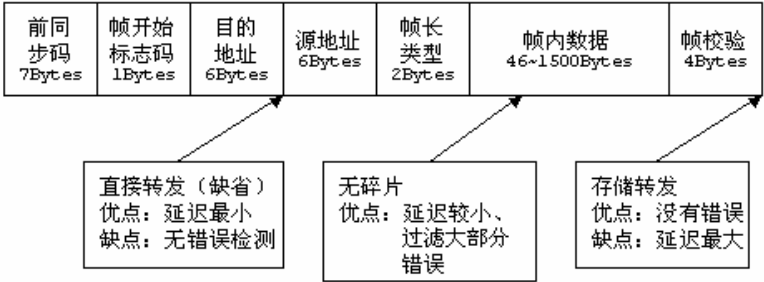 前同
步码
7Bytes
帧开始
标志码
1Bytes
目的
地址
6Bytes
源地址
6Bytes
帧长
类型
2Bytes
帧内数据
46~1500Bytes
帧校验
4Bytes
直接转发（缺省）
优点：延迟最小
缺点：无错误检测
无碎片
优点：延迟较小、
过滤大部分
错误
存储转发
优点：没有错误
缺点：延迟最大